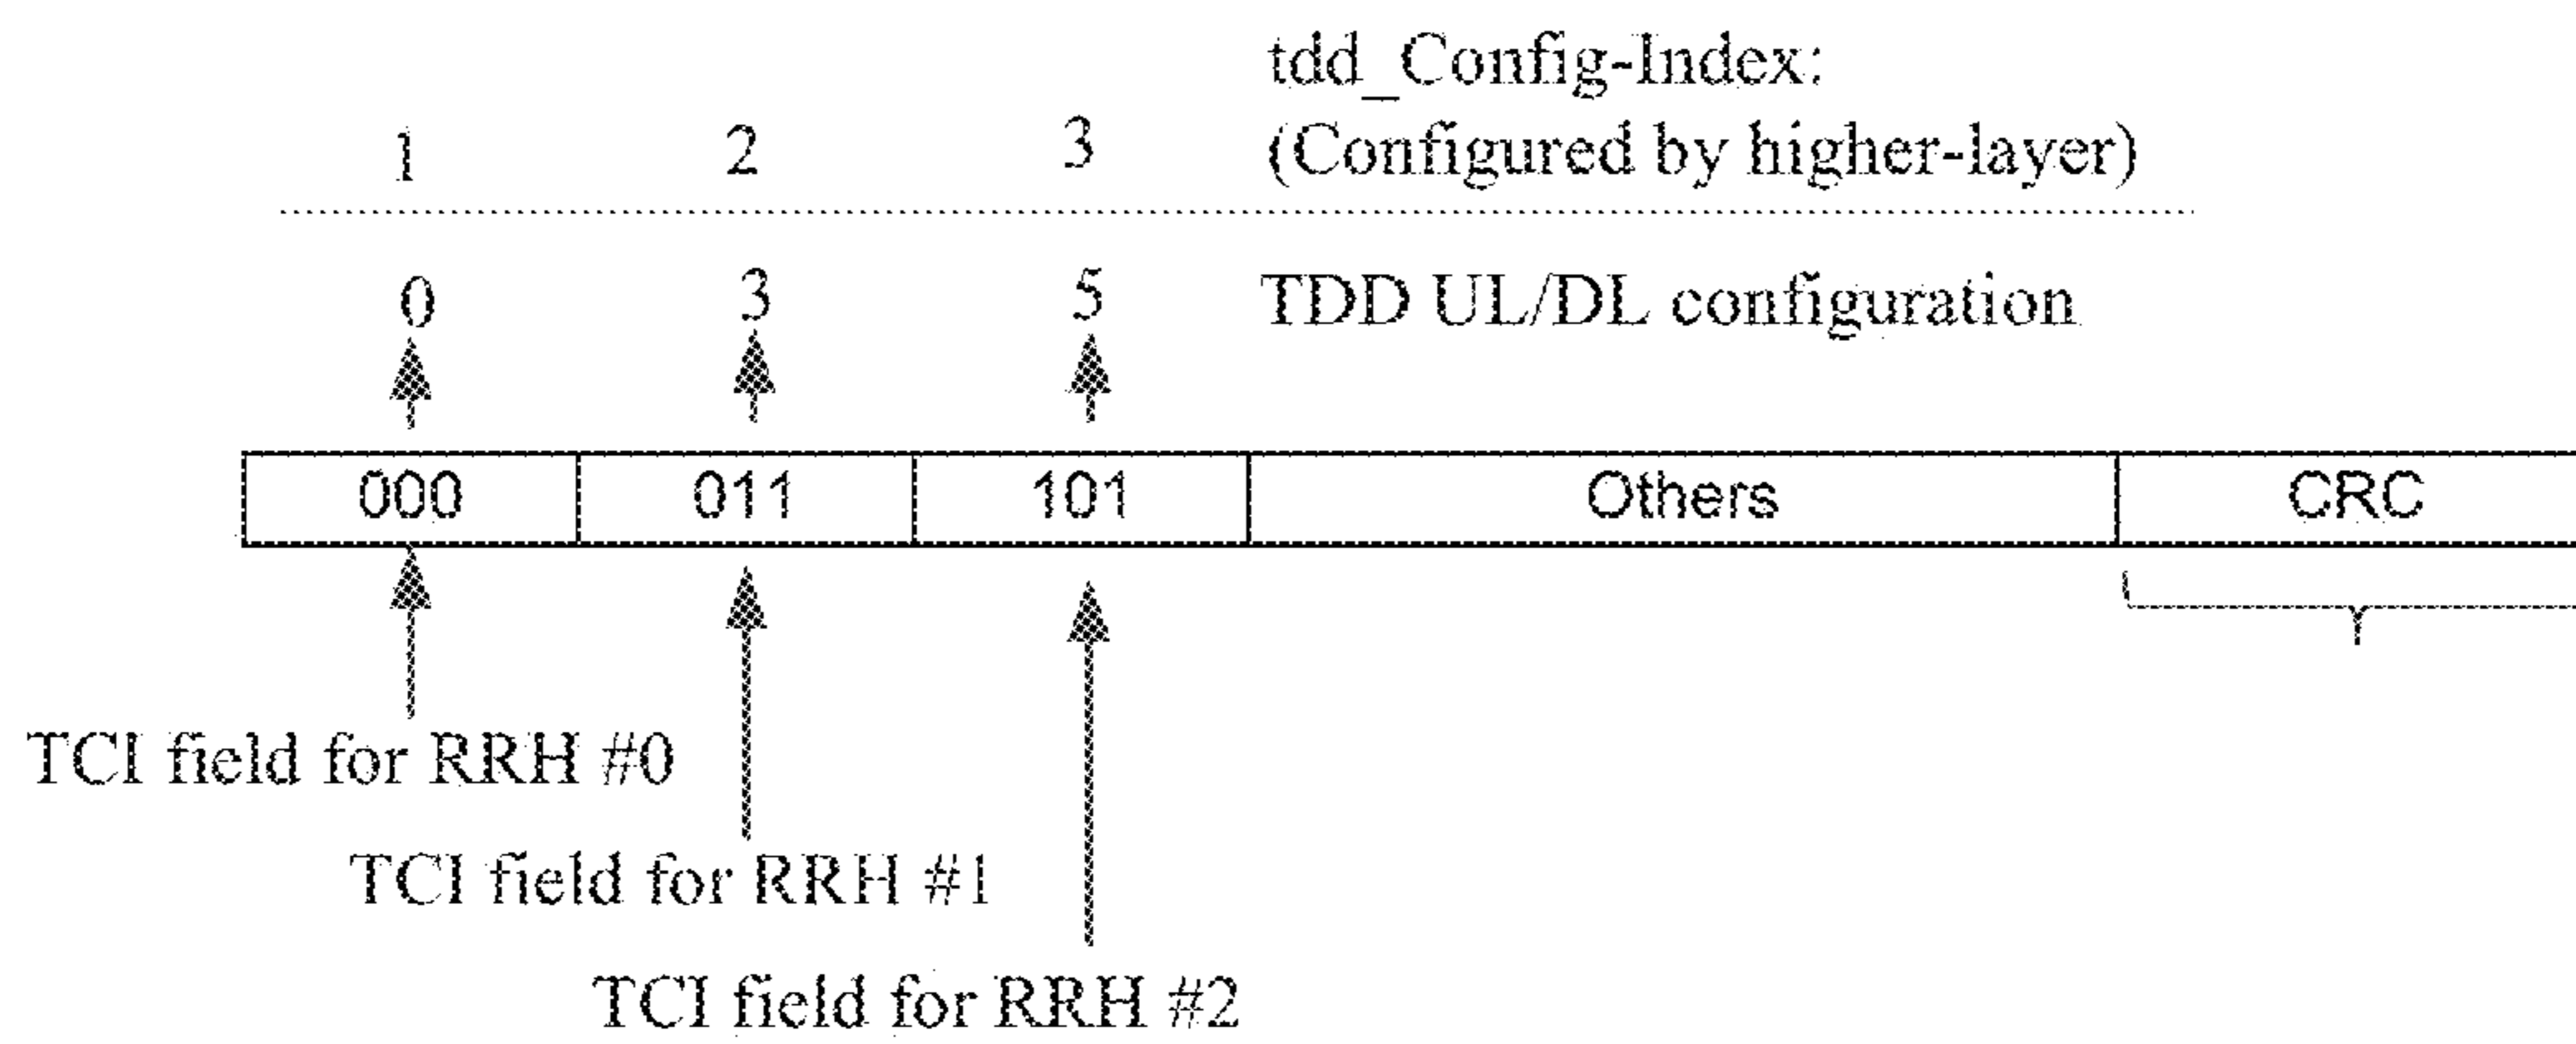 tdd_Config-Index:
1 2 3 (Configured by higher-layer)
0 3 5 TDD UL/DL configuration
000 011 101 Others CRC
TCI field for RRH #0
TCI field for RRH #1
TCI field for RRH #2